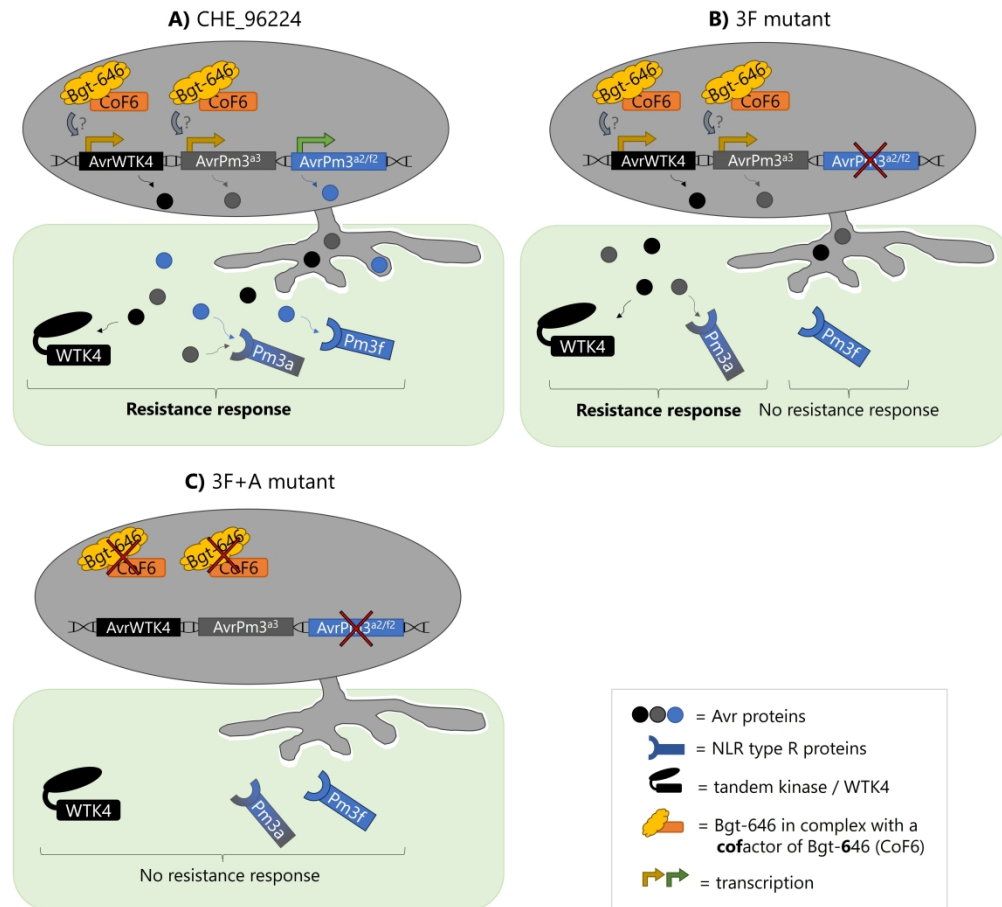 A) CHE_96224
Bgt-646
CoF6
Bgt-646
CoF6
?
?
AvrWTK4
AvrPm3a3
AvrPm3a2/f2
WTK4
Pm3a
Pm3f
Resistance response
B) 3F mutant
Bgt-646
CoF6
Bgt-646
CoF6
?
?
AvrWTK4
AvrPm3a3
AvrPm3a2/f2
WTK4
Pm3a
Pm3f
Resistance response
No resistance response
C) 3F+A mutant
Bgt-646
CoF6
Bgt-646
CoF6
AvrWTK4
AvrPm3a3
AvrPm3a2/f2
WTK4
Pm3a
Pm3f
No resistance response
= Avr proteins
= NLR type R proteins
= tandem kinase / WTK4
= Bgt-646 in complex with a
cofactor of Bgt-646 (CoF6)
= transcription